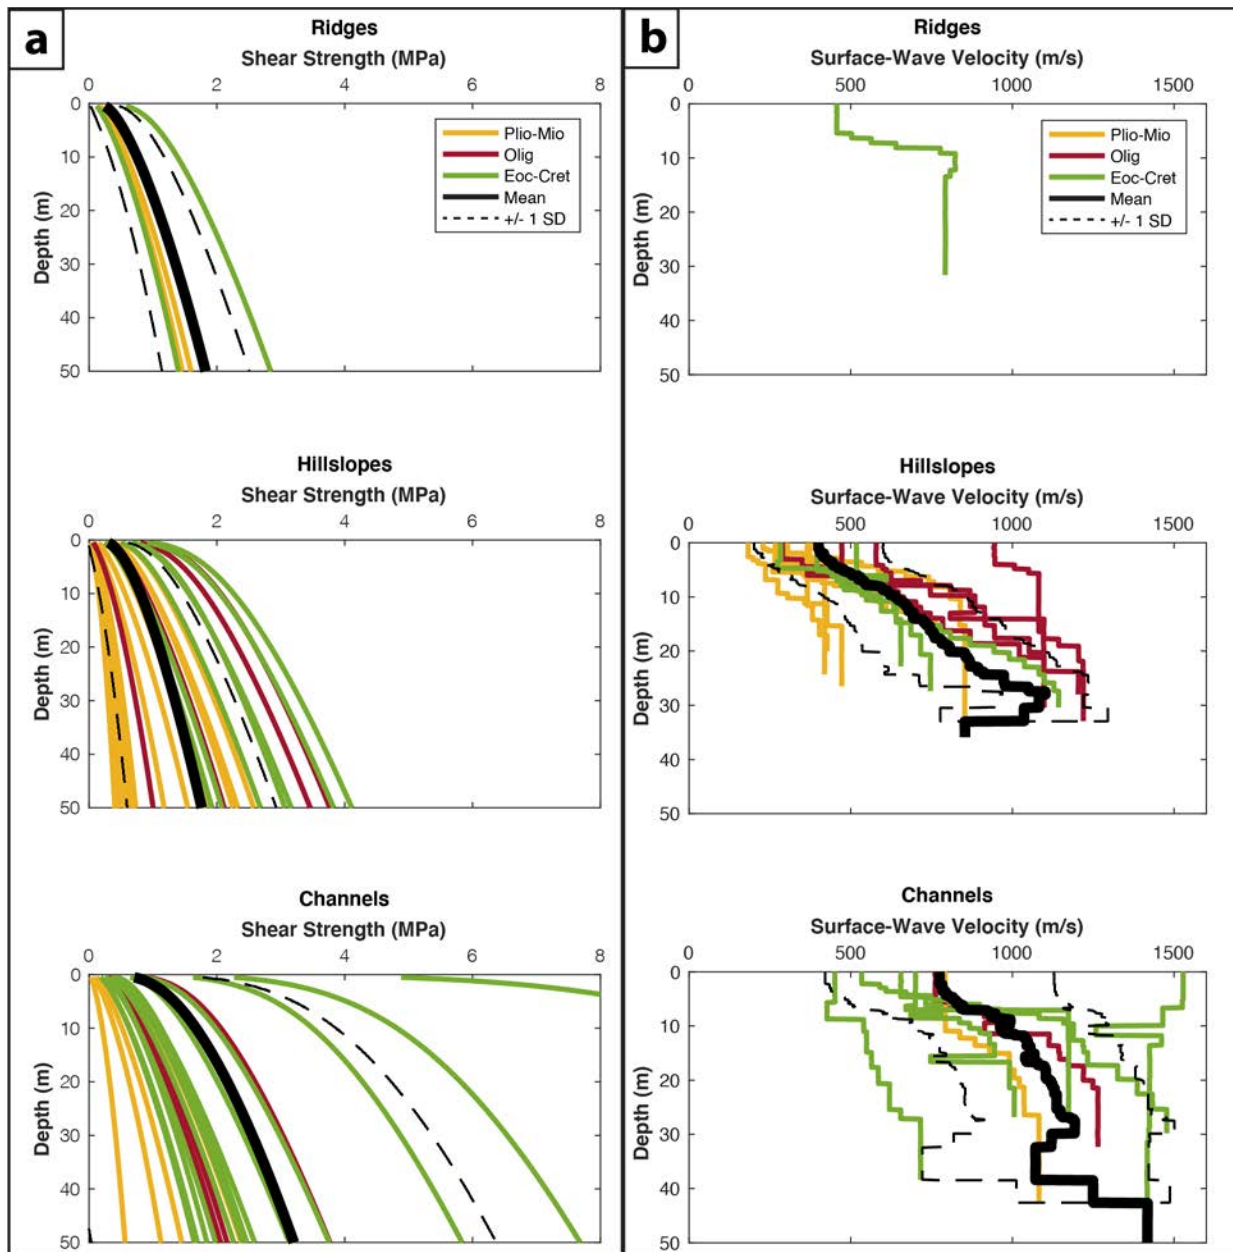 a
Ridges
Shear Strength (MPa)
0 2 4 6 8
0
10
20
30
40
50
Depth (m)
Plio-Mio
Olig
Eoc-Cret
Mean
+/- 1 SD
Hillslopes
Shear Strength (MPa)
0 2 4 6 8
0
10
20
30
40
50
Depth (m)
Channels
Shear Strength (MPa)
0 2 4 6 8
0
10
20
30
40
50
Depth (m)
b
Ridges
Surface-Wave Velocity (m/s)
0 500 1000 1500
0
10
20
30
40
50
Depth (m)
Plio-Mio
Olig
Eoc-Cret
Mean
+/- 1 SD
Hillslopes
Surface-Wave Velocity (m/s)
0 500 1000 1500
0
10
20
30
40
50
Depth (m)
Channels
Surface-Wave Velocity (m/s)
0 500 1000 1500
0
10
20
30
40
50
Depth (m)